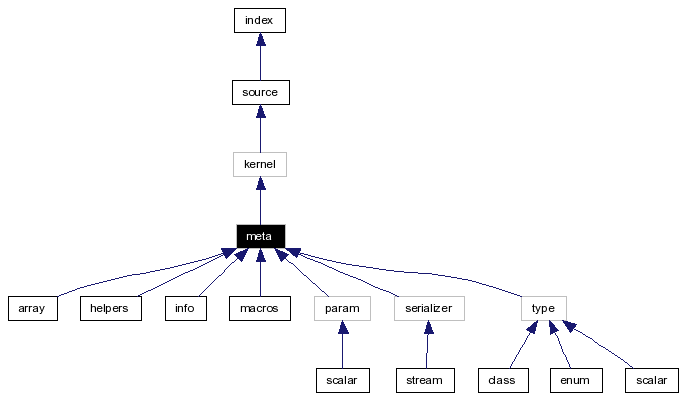 index
source
kernel
meta
array helpers info macros param serializer type
scalar stream class enum scalar